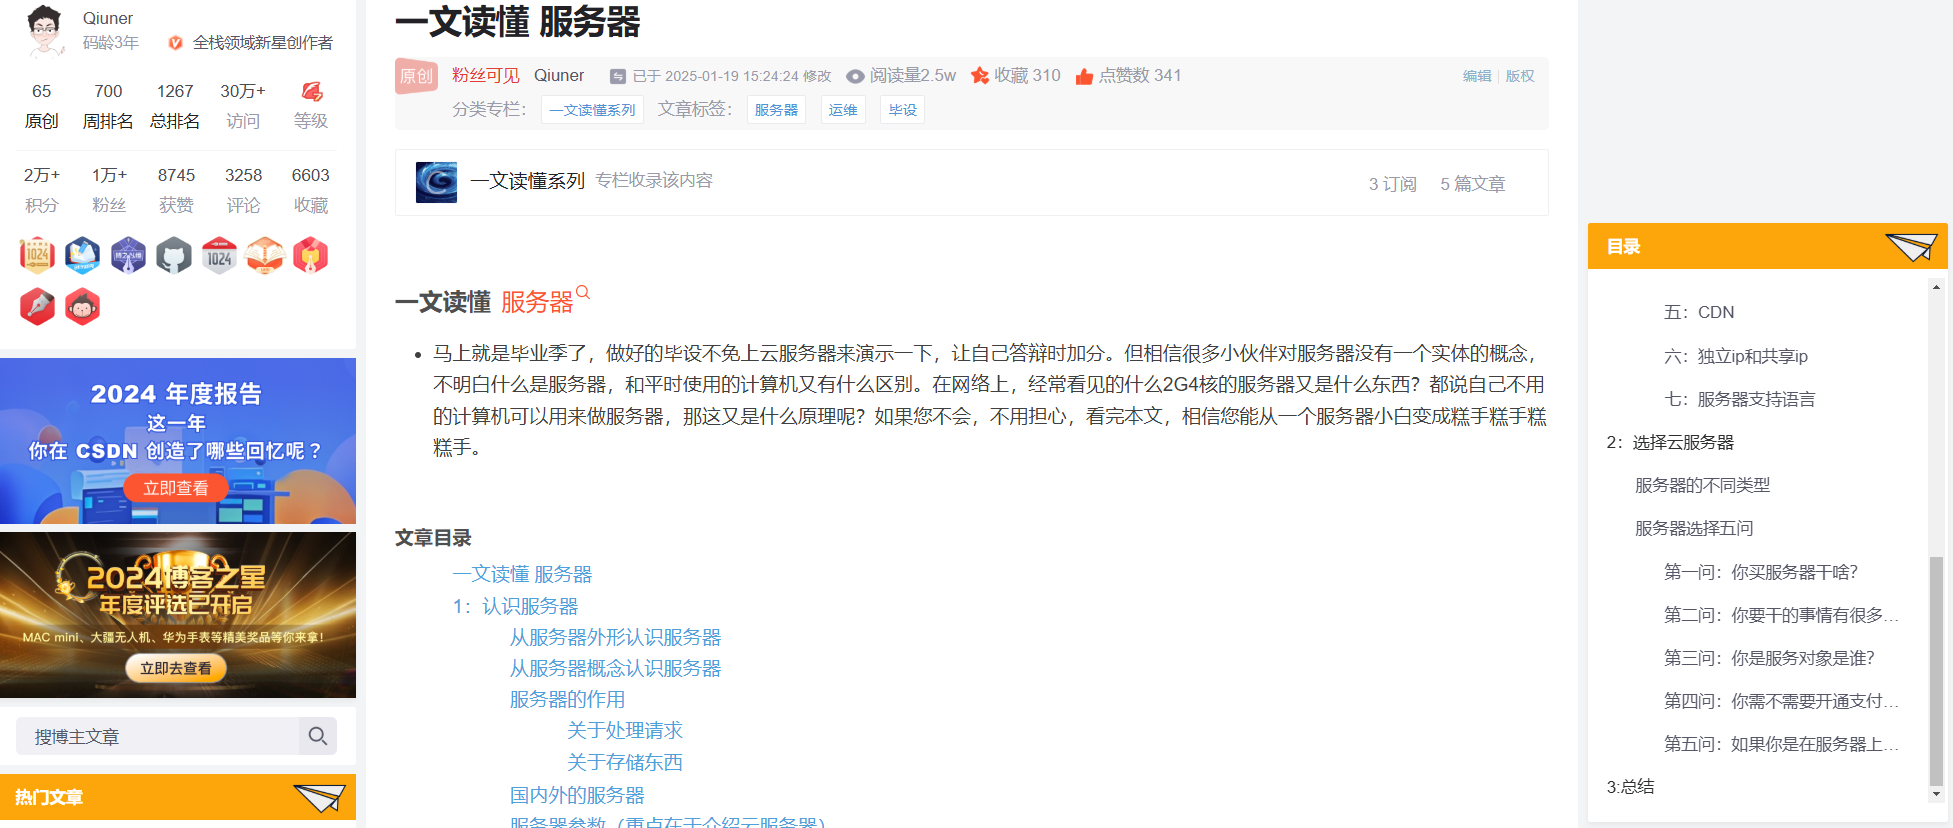 Qiuner
码龄3年 全栈领域新星创作者
65 700 1267 30万+
原创 周排名 总排名 访问 等级
2万+ 1万+ 8745 3258 6603
积分 粉丝 获赞 评论 收藏
1024
1024
2024 年度报告
这一年
你在 CSDN 创造了哪些回忆呢？
立即查看
2024博客之星
年度评选已开启
MAC mini、大疆无人机、华为手表等精美奖品等你来拿！
立即去查看
搜博主文章
热门文章
一文读懂 服务器
原创 粉丝可见 Qiuner 已于 2025-01-19 15:24:24 修改 阅读量2.5w 收藏 310 点赞数 341 编辑 版权
分类专栏： 一文读懂系列 文章标签： 服务器 运维 毕设
一文读懂系列 专栏收录该内容 3 订阅 5 篇文章
一文读懂 服务器
马上就是毕业季了，做好的毕设不免上云服务器来演示一下，让自己答辩时加分。但相信很多小伙伴对服务器没有一个实体的概念，
不明白什么是服务器，和平时使用的计算机又有什么区别。在网络上，经常看见的什么2G4核的服务器又是什么东西？都说自己不用
的计算机可以用来做服务器，那这又是什么原理呢？如果您不会，不用担心，看完本文，相信您能从一个服务器小白变成糕手糕手糕
糕手。
文章目录
一文读懂 服务器
1：认识服务器
从服务器外形认识服务器
从服务器概念认识服务器
服务器的作用
关于处理请求
关于存储东西
国内外的服务器
服务器参数（重点在于介绍云服务器）
目录
五：CDN
六：独立ip和共享ip
七：服务器支持语言
2：选择云服务器
服务器的不同类型
服务器选择五问
第一问：你买服务器干啥？
第二问：你要干的事情有很多...
第三问：你是服务对象是谁？
第四问：你需不需要开通支付...
第五问：如果你是在服务器上...
3:总结